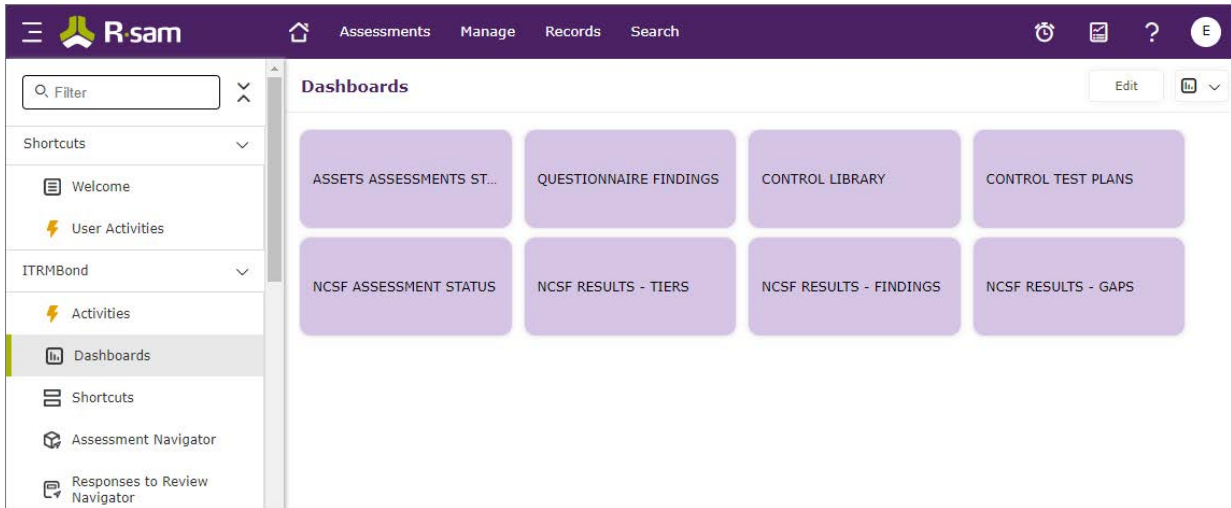 R·sam
Assessments Manage Records Search
? E
Filter
Dashboards
Edit
Shortcuts
Welcome
User Activities
ITRMBond
Activities
Dashboards
Shortcuts
Assessment Navigator
Responses to Review
Navigator
ASSETS ASSESSMENTS ST... QUESTIONNAIRE FINDINGS CONTROL LIBRARY CONTROL TEST PLANS
NCSF ASSESSMENT STATUS NCSF RESULTS - TIERS NCSF RESULTS - FINDINGS NCSF RESULTS - GAPS